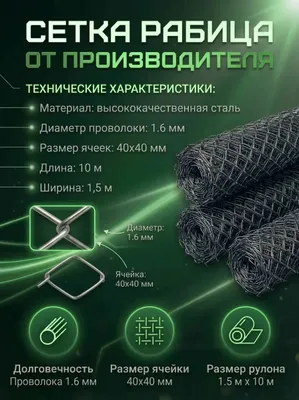 СЕТКА РАБИЦА
ОТ ПРОИЗВОДИТЕЛЯ
ТЕХНИЧЕСКИЕ ХАРАКТЕРИСТИКИ:
• Материал: высококачественная сталь
• Диаметр проволоки: 1.6 мм
• Размер ячеек: 40х40 мм
• Длина: 10 м
• Ширина: 1,5 м
Диаметр:
1.6 мм
Ячейка:
40х40 мм
Долговечность
Проволока 1.6 мм
Размер ячейки
40х40 мм
Размер рулона
1.5 м х 10 м